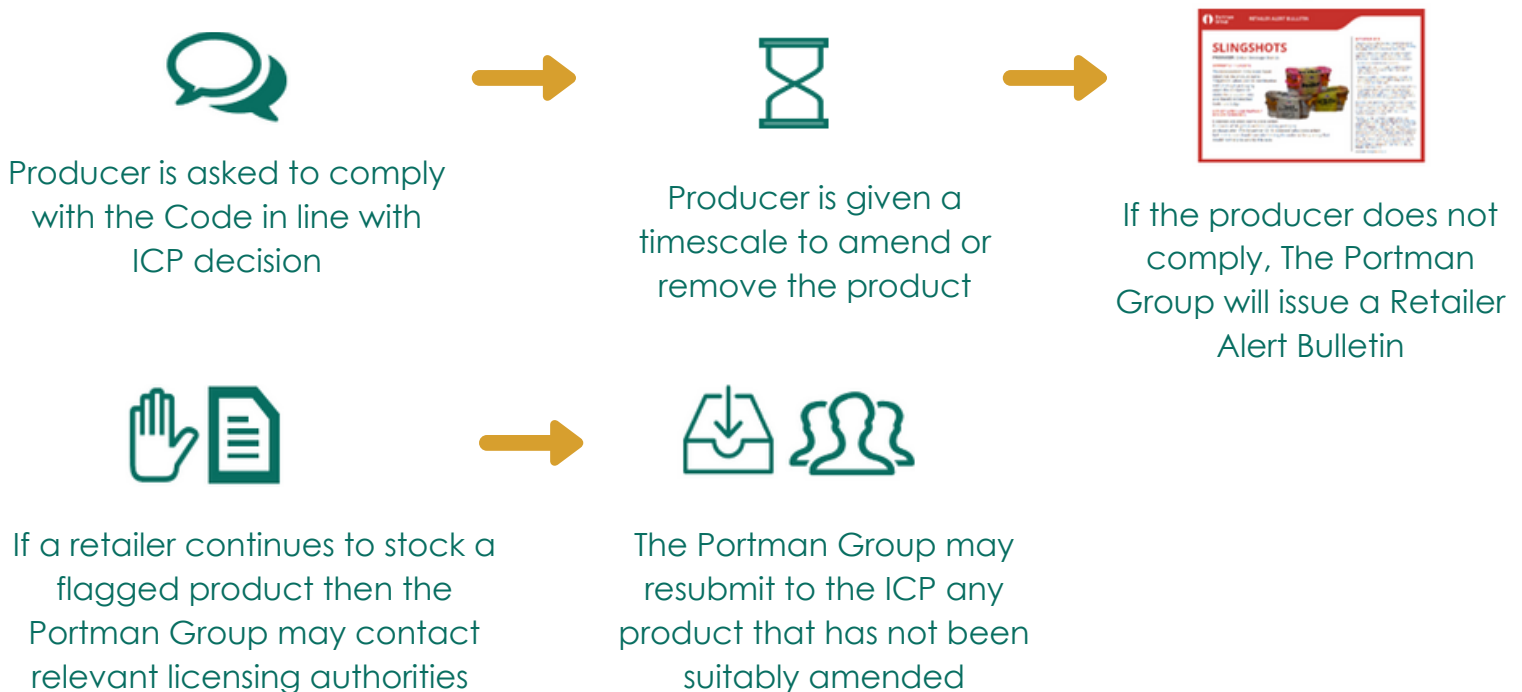 Producer is asked to comply
with the Code in line with
ICP decision
Producer is given a
timescale to amend or
remove the product
RETAILER ALERT BULLETIN
SLINGSHOTS
If the producer does not
comply, The Portman
Group will issue a Retailer
Alert Bulletin
If a retailer continues to stock a
flagged product then the
Portman Group may contact
relevant licensing authorities
The Portman Group may
resubmit to the ICP any
product that has not been
suitably amended